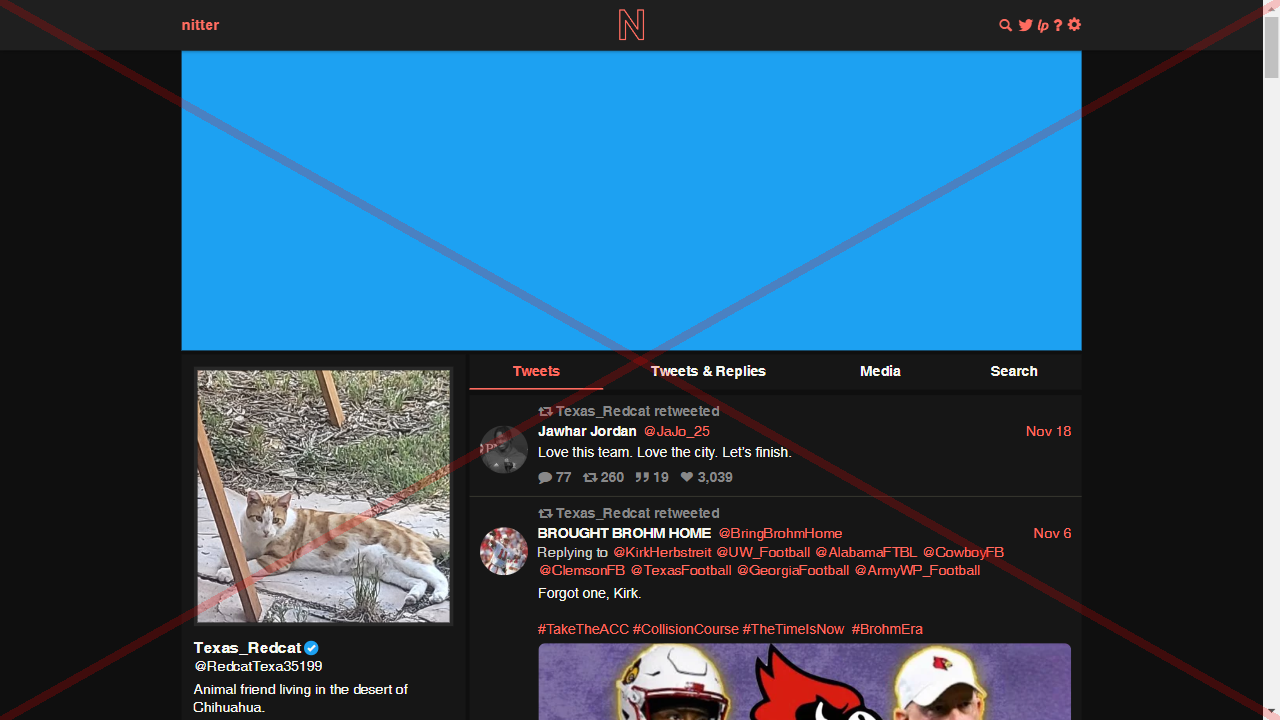 nitter
N
lp ?
Tweets
Tweets & Replies
Media
Search
Texas_Redcat retweeted
Jawhar Jordan @JaJo_25 Nov 18
Love this team. Love the city. Let's finish.
77 260 19 3,039
Texas_Redcat retweeted
BROUGHT BROHM HOME @BringBrohmHome Nov 6
Replying to @KirkHerbstreit @UW_Football @AlabamaFTBL @CowboyFB
@ClemsonFB @TexasFootball @GeorgiaFootball @ArmyWP_Football
Forgot one, Kirk.
#TakeTheACC #CollisionCourse #TheTimeIsNow #BrohmEra
Texas_Redcat
@RedcatTexa35199
Animal friend living in the desert of
Chihuahua.